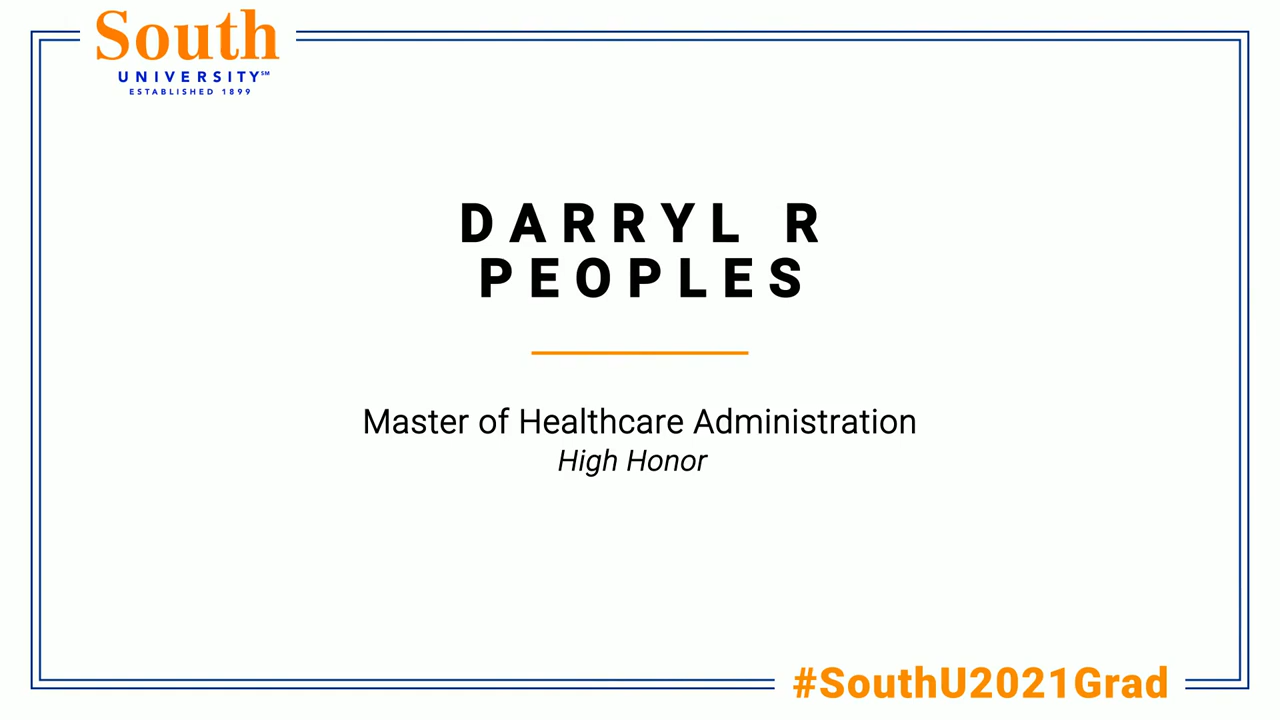 South
UNIVERSITY℠
ESTABLISHED 1899
DARRYL R
PEOPLES
Master of Healthcare Administration
High Honor
#SouthU2021Grad